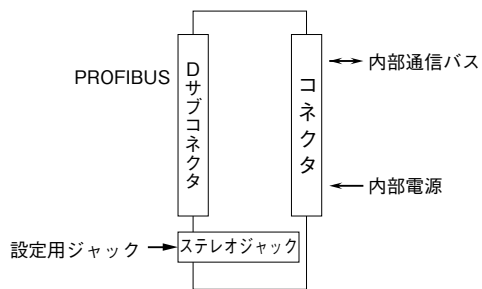 PROFIBUS
Dサブコネクタ
コネクタ
内部通信バス
内部電源
設定用ジャック
ステレオジャック